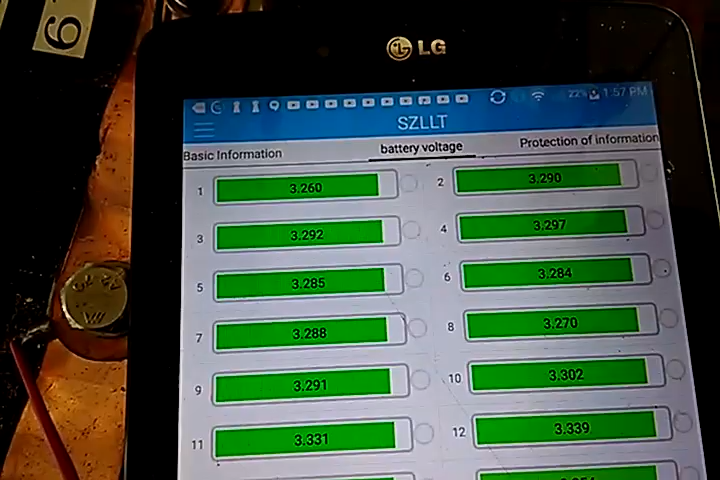 LG
22% 1:57 PM
SZLLT
Basic Information battery voltage Protection of information
1 3.260 2 3.290
3 3.292 4 3.297
5 3.285 6 3.284
7 3.288 8 3.270
9 3.291 10 3.302
11 3.331 12 3.339